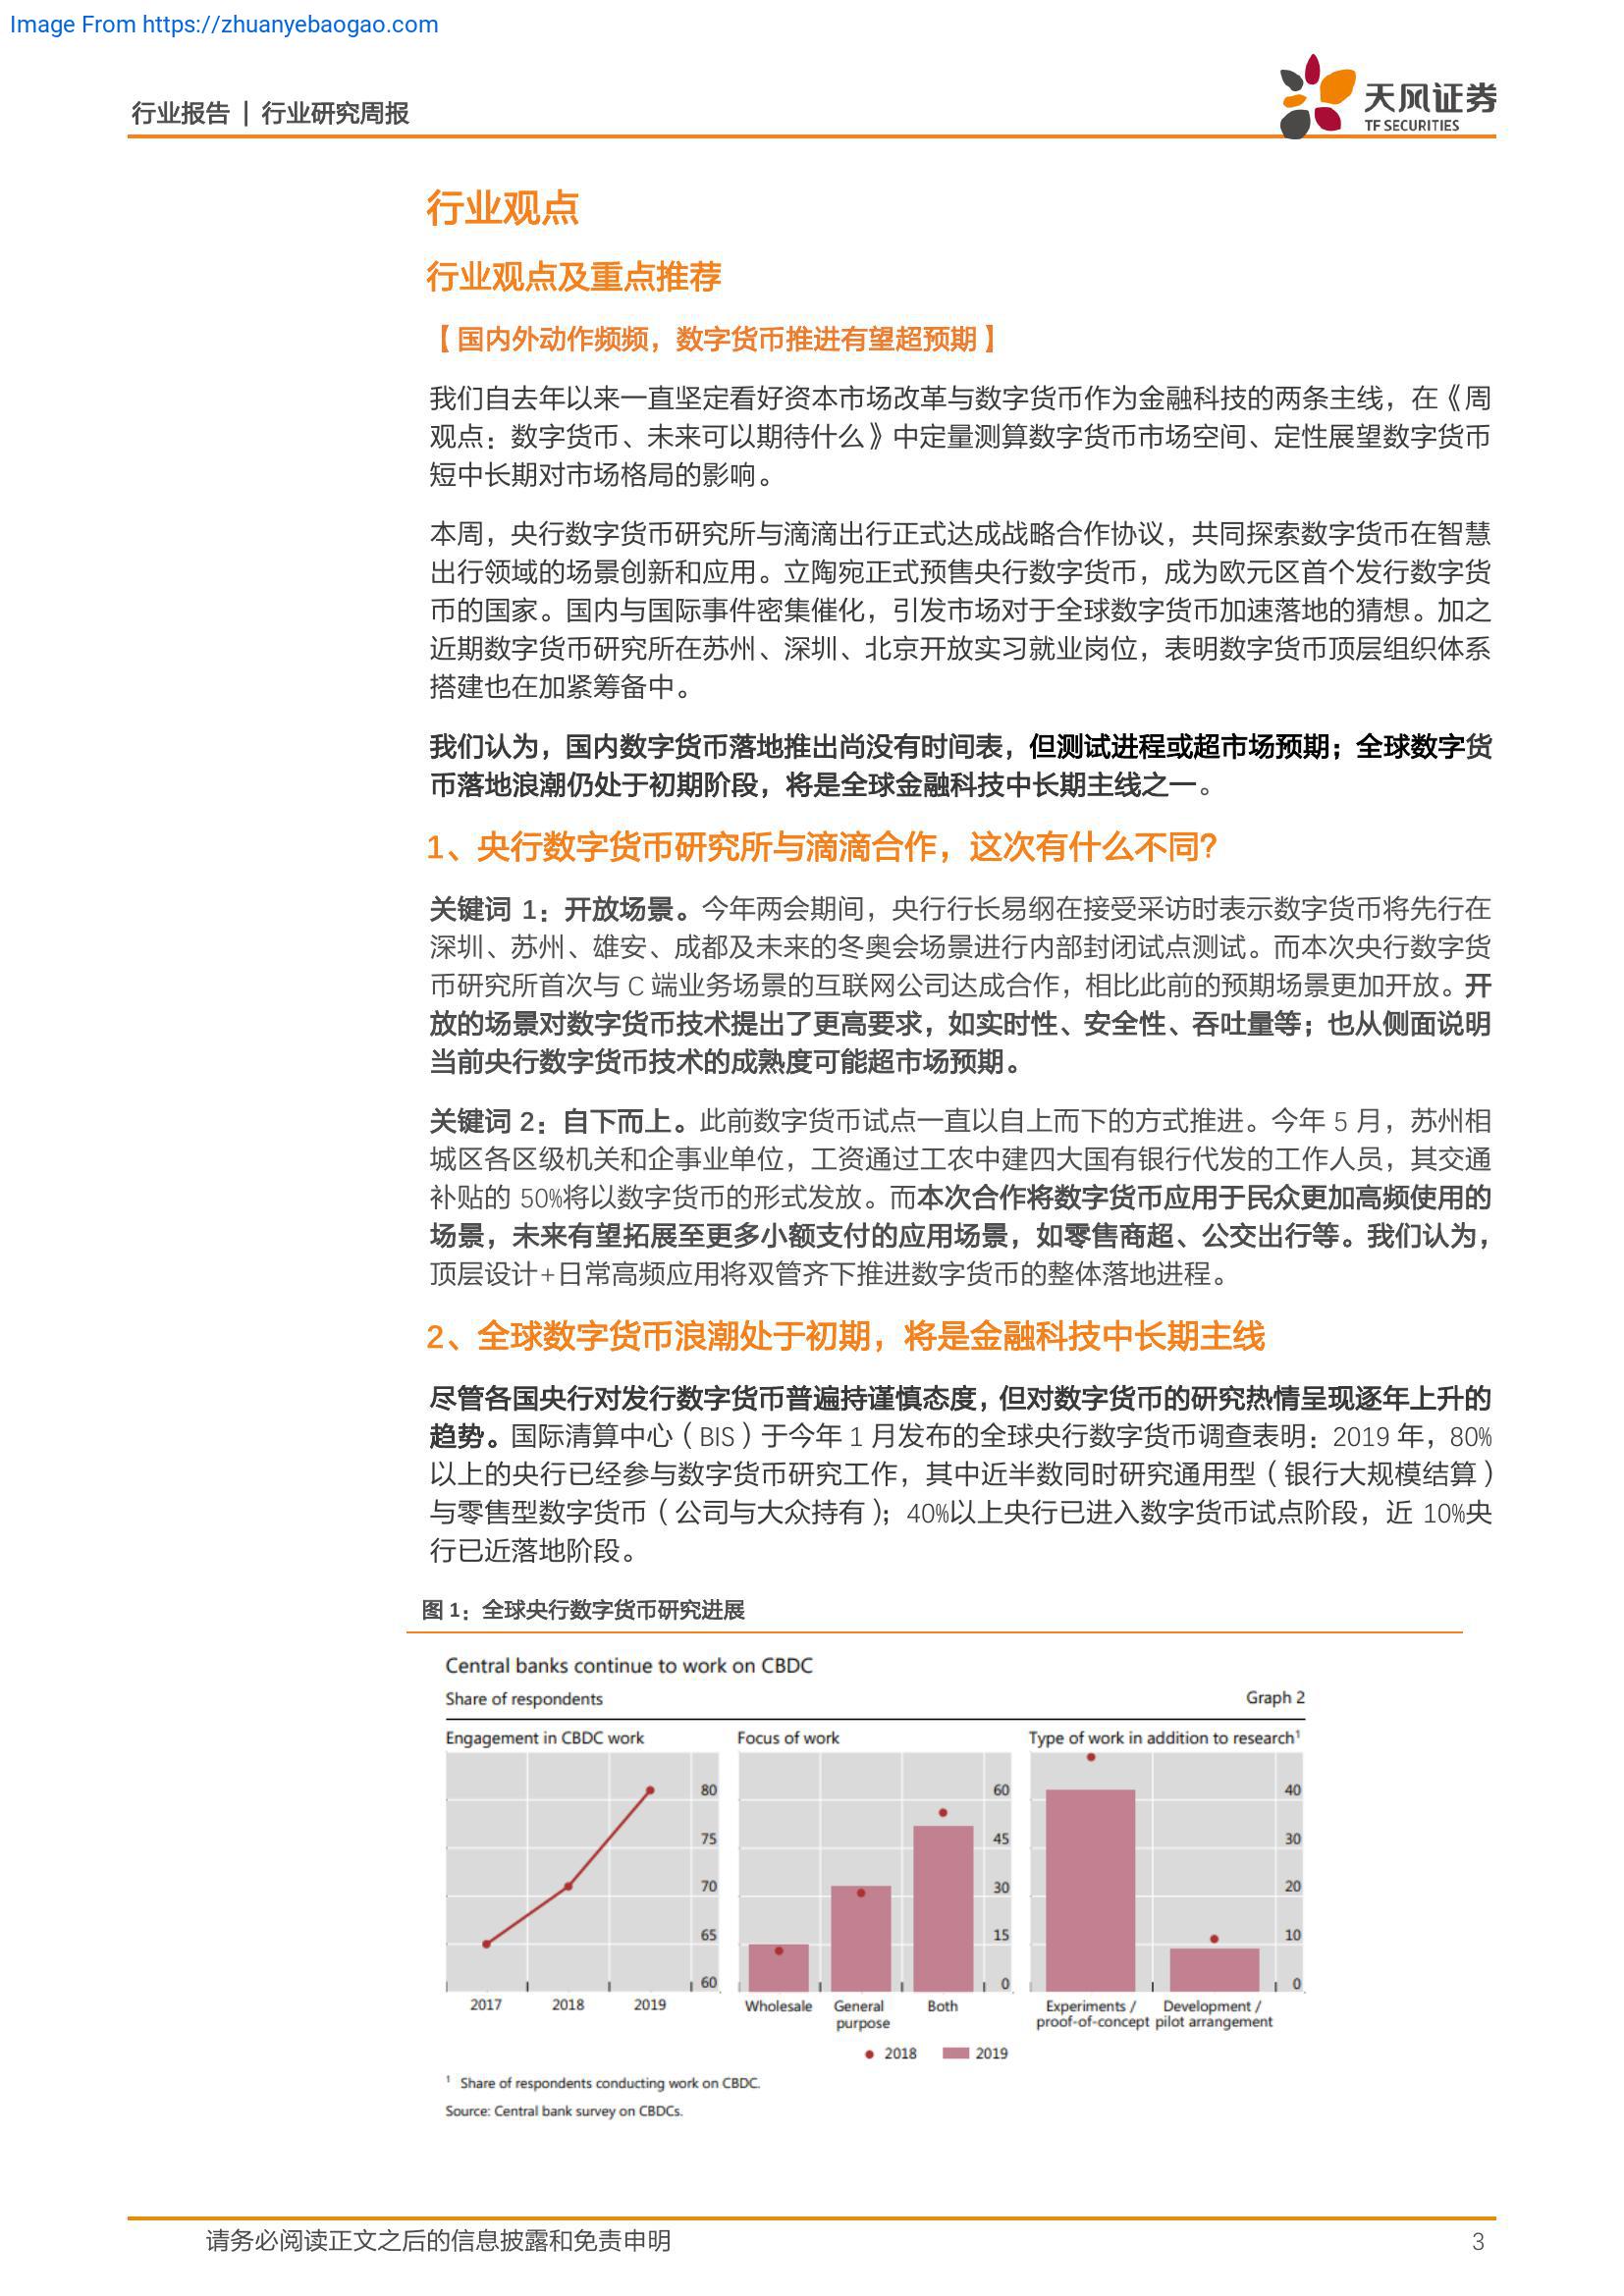 Image From https://zhuanyebaogao.com
行业报告 | 行业研究周报
天风证券
TF SECURITIES
行业观点
行业观点及重点推荐
【国内外动作频频，数字货币推进有望超预期】
我们自去年以来一直坚定看好资本市场改革与数字货币作为金融科技的两条主线，在《周
观点：数字货币、未来可以期待什么》中定量测算数字货币市场空间、定性展望数字货币
短中长期对市场格局的影响。
本周，央行数字货币研究所与滴滴出行正式达成战略合作协议，共同探索数字货币在智慧
出行领域的场景创新和应用。立陶宛正式预售央行数字货币，成为欧元区首个发行数字货
币的国家。国内与国际事件密集催化，引发市场对于全球数字货币加速落地的猜想。加之
近期数字货币研究所在苏州、深圳、北京开放实习就业岗位，表明数字货币顶层组织体系
搭建也在加紧筹备中。
我们认为，国内数字货币落地推出尚没有时间表，但测试进程或超市场预期；全球数字货
币落地浪潮仍处于初期阶段，将是全球金融科技中长期主线之一。
1、央行数字货币研究所与滴滴合作，这次有什么不同？
关键词 1：开放场景。今年两会期间，央行行长易纲在接受采访时表示数字货币将先行在
深圳、苏州、雄安、成都及未来的冬奥会场景进行内部封闭试点测试。而本次央行数字货
币研究所首次与 C 端业务场景的互联网公司达成合作，相比此前的预期场景更加开放。开
放的场景对数字货币技术提出了更高要求，如实时性、安全性、吞吐量等；也从侧面说明
当前央行数字货币技术的成熟度可能超市场预期。
关键词 2：自下而上。此前数字货币试点一直以自上而下的方式推进。今年 5 月，苏州相
城区各区级机关和企事业单位，工资通过工农中建四大国有银行代发的工作人员，其交通
补贴的 50%将以数字货币的形式发放。而本次合作将数字货币应用于民众更加高频使用的
场景，未来有望拓展至更多小额支付的应用场景，如零售商超、公交出行等。我们认为，
顶层设计+日常高频应用将双管齐下推进数字货币的整体落地进程。
2、全球数字货币浪潮处于初期，将是金融科技中长期主线
尽管各国央行对发行数字货币普遍持谨慎态度，但对数字货币的研究热情呈现逐年上升的
趋势。国际清算中心（BIS）于今年 1 月发布的全球央行数字货币调查表明：2019 年，80%
以上的央行已经参与数字货币研究工作，其中近半数同时研究通用型（银行大规模结算）
与零售型数字货币（公司与大众持有）；40%以上央行已进入数字货币试点阶段，近 10%央
行已近落地阶段。
图 1：全球央行数字货币研究进展
Central banks continue to work on CBDC
Share of respondents Graph 2
Engagement in CBDC work Focus of work Type of work in addition to research¹
80 60 40
75 45 30
70 30 20
65 15 10
60 0 0
2017 2018 2019 Wholesale General Both Experiments / Development /
purpose proof-of-concept pilot arrangement
2018 2019
¹ Share of respondents conducting work on CBDC.
Source: Central bank survey on CBDCs.
请务必阅读正文之后的信息披露和免责申明 3